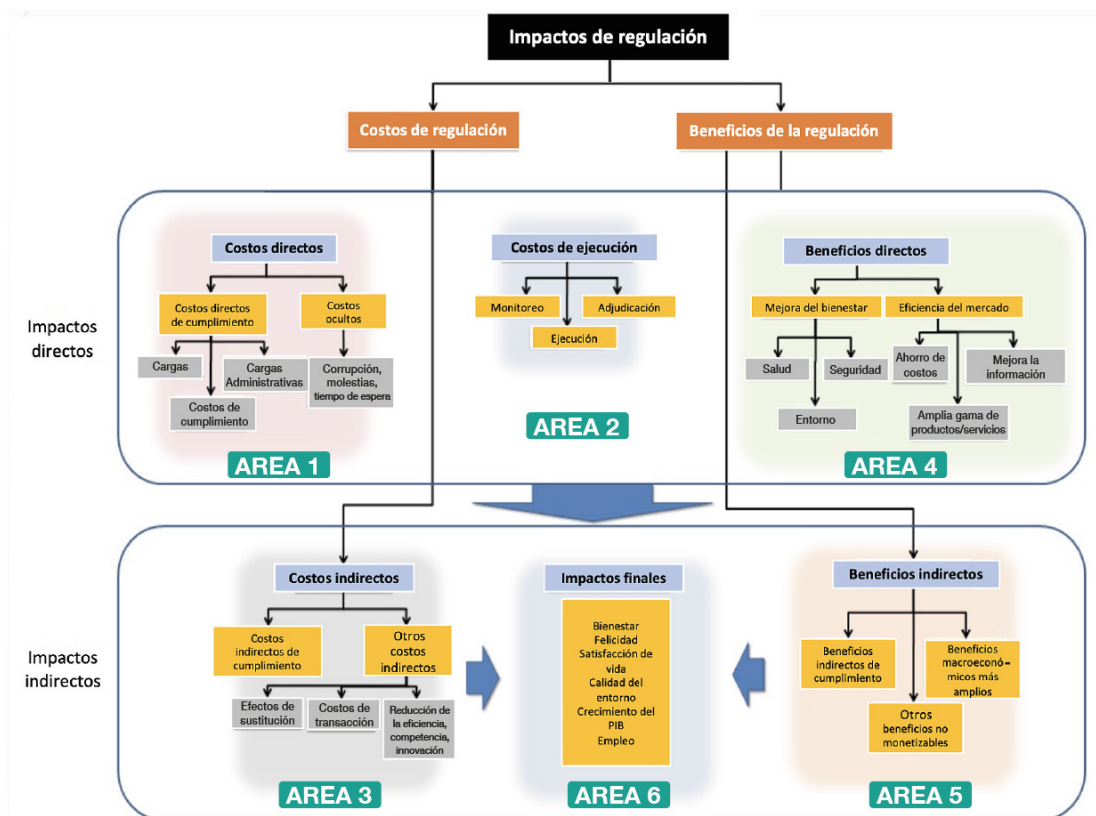 Impactos de regulación
Costos de regulación
Beneficios de la regulación
Impactos
directos
Costos directos
Costos directos
de cumplimiento
Costos
ocultos
Cargas
Cargas
Administrativas
Costos de
cumplimiento
Corrupción,
molestias,
tiempo de espera
AREA 1
Costos de ejecución
Monitoreo
Adjudicación
Ejecución
AREA 2
Beneficios directos
Mejora del bienestar
Eficiencia del mercado
Salud
Seguridad
Entorno
Ahorro de
costos
Mejora la
información
Amplia gama de
productos/servicios
AREA 4
Impactos
indirectos
Costos indirectos
Costos
indirectos de
cumplimiento
Otros
costos
indirectos
Efectos de
sustitución
Costos de
transacción
Reducción de
la eficiencia,
competencia,
innovación
AREA 3
Impactos finales
Bienestar
Felicidad
Satisfacción de
vida
Calidad del
entorno
Crecimiento del
PIB
Empleo
AREA 6
Beneficios indirectos
Beneficios
indirectos de
cumplimiento
Beneficios
macroeconó-
micos más
amplios
Otros
beneficios no
monetizables
AREA 5